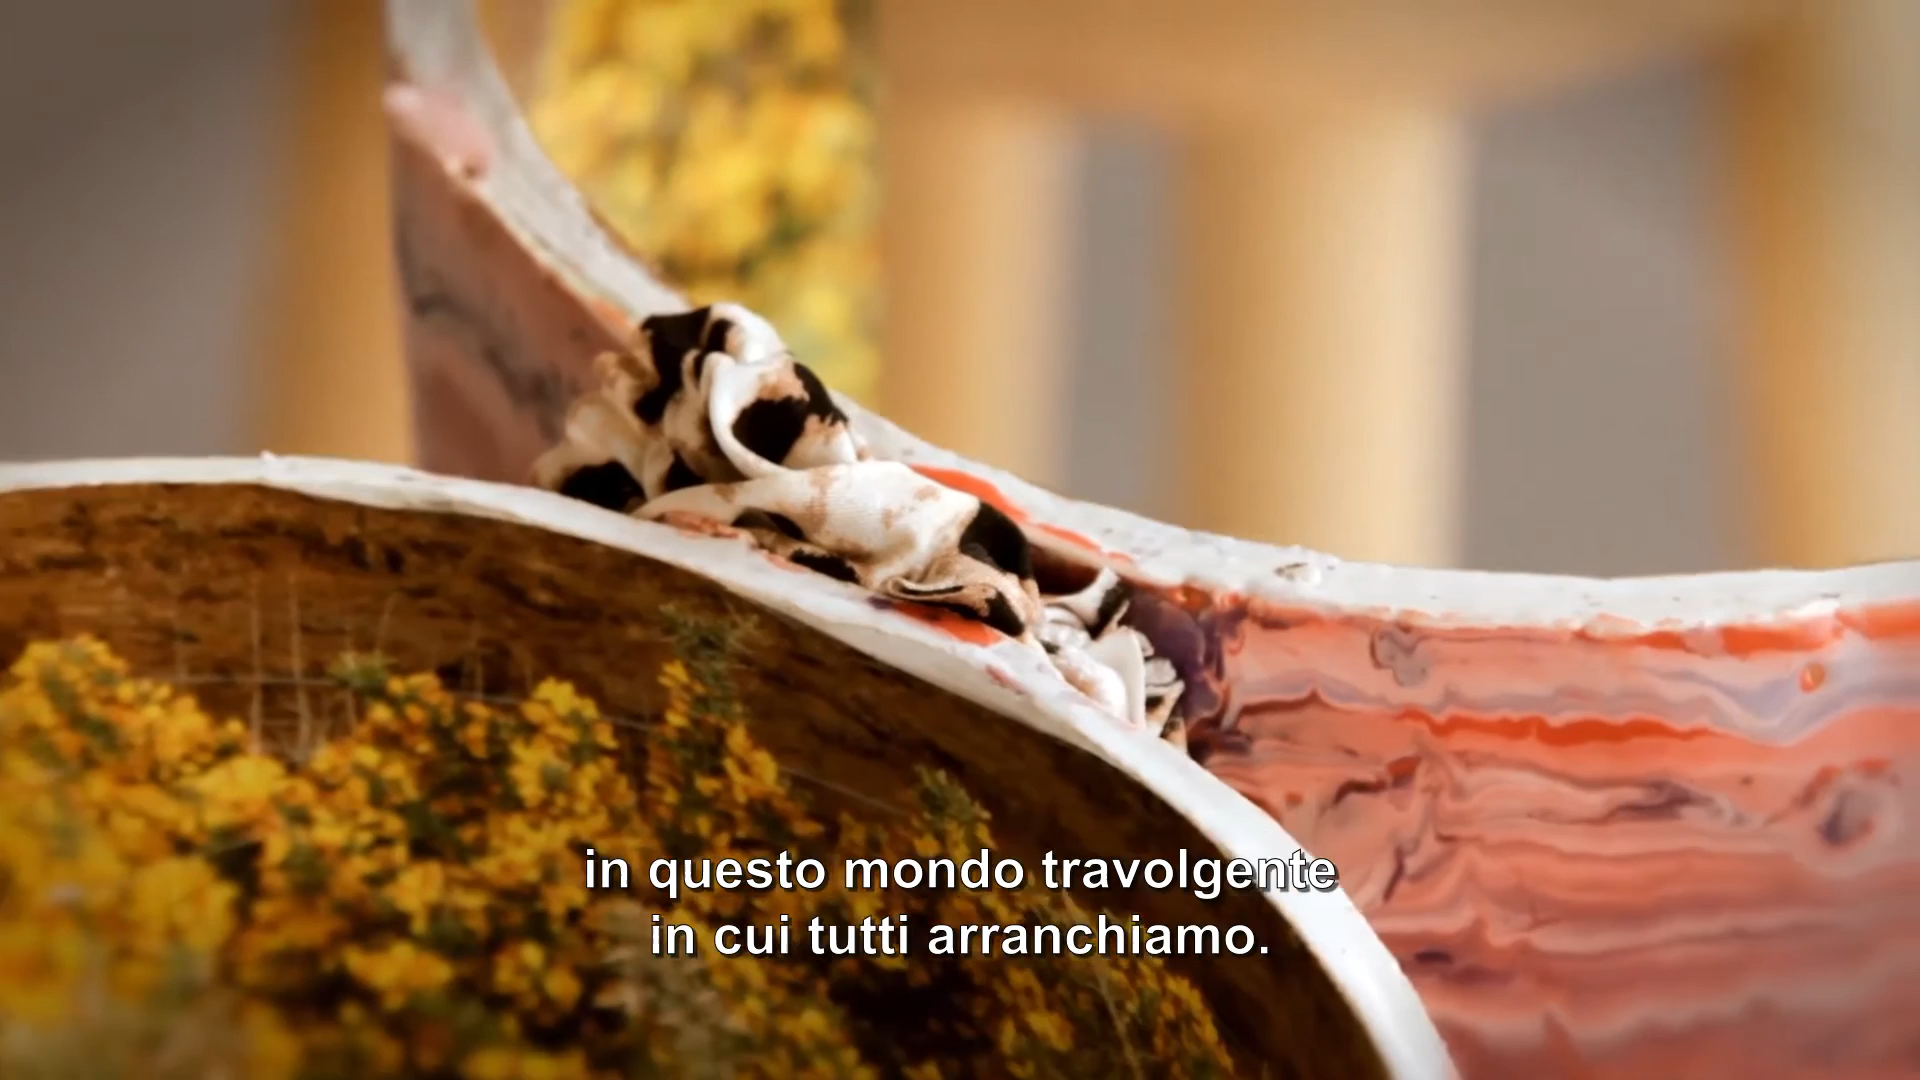 in questo mondo travolgente
in cui tutti arranchiamo.